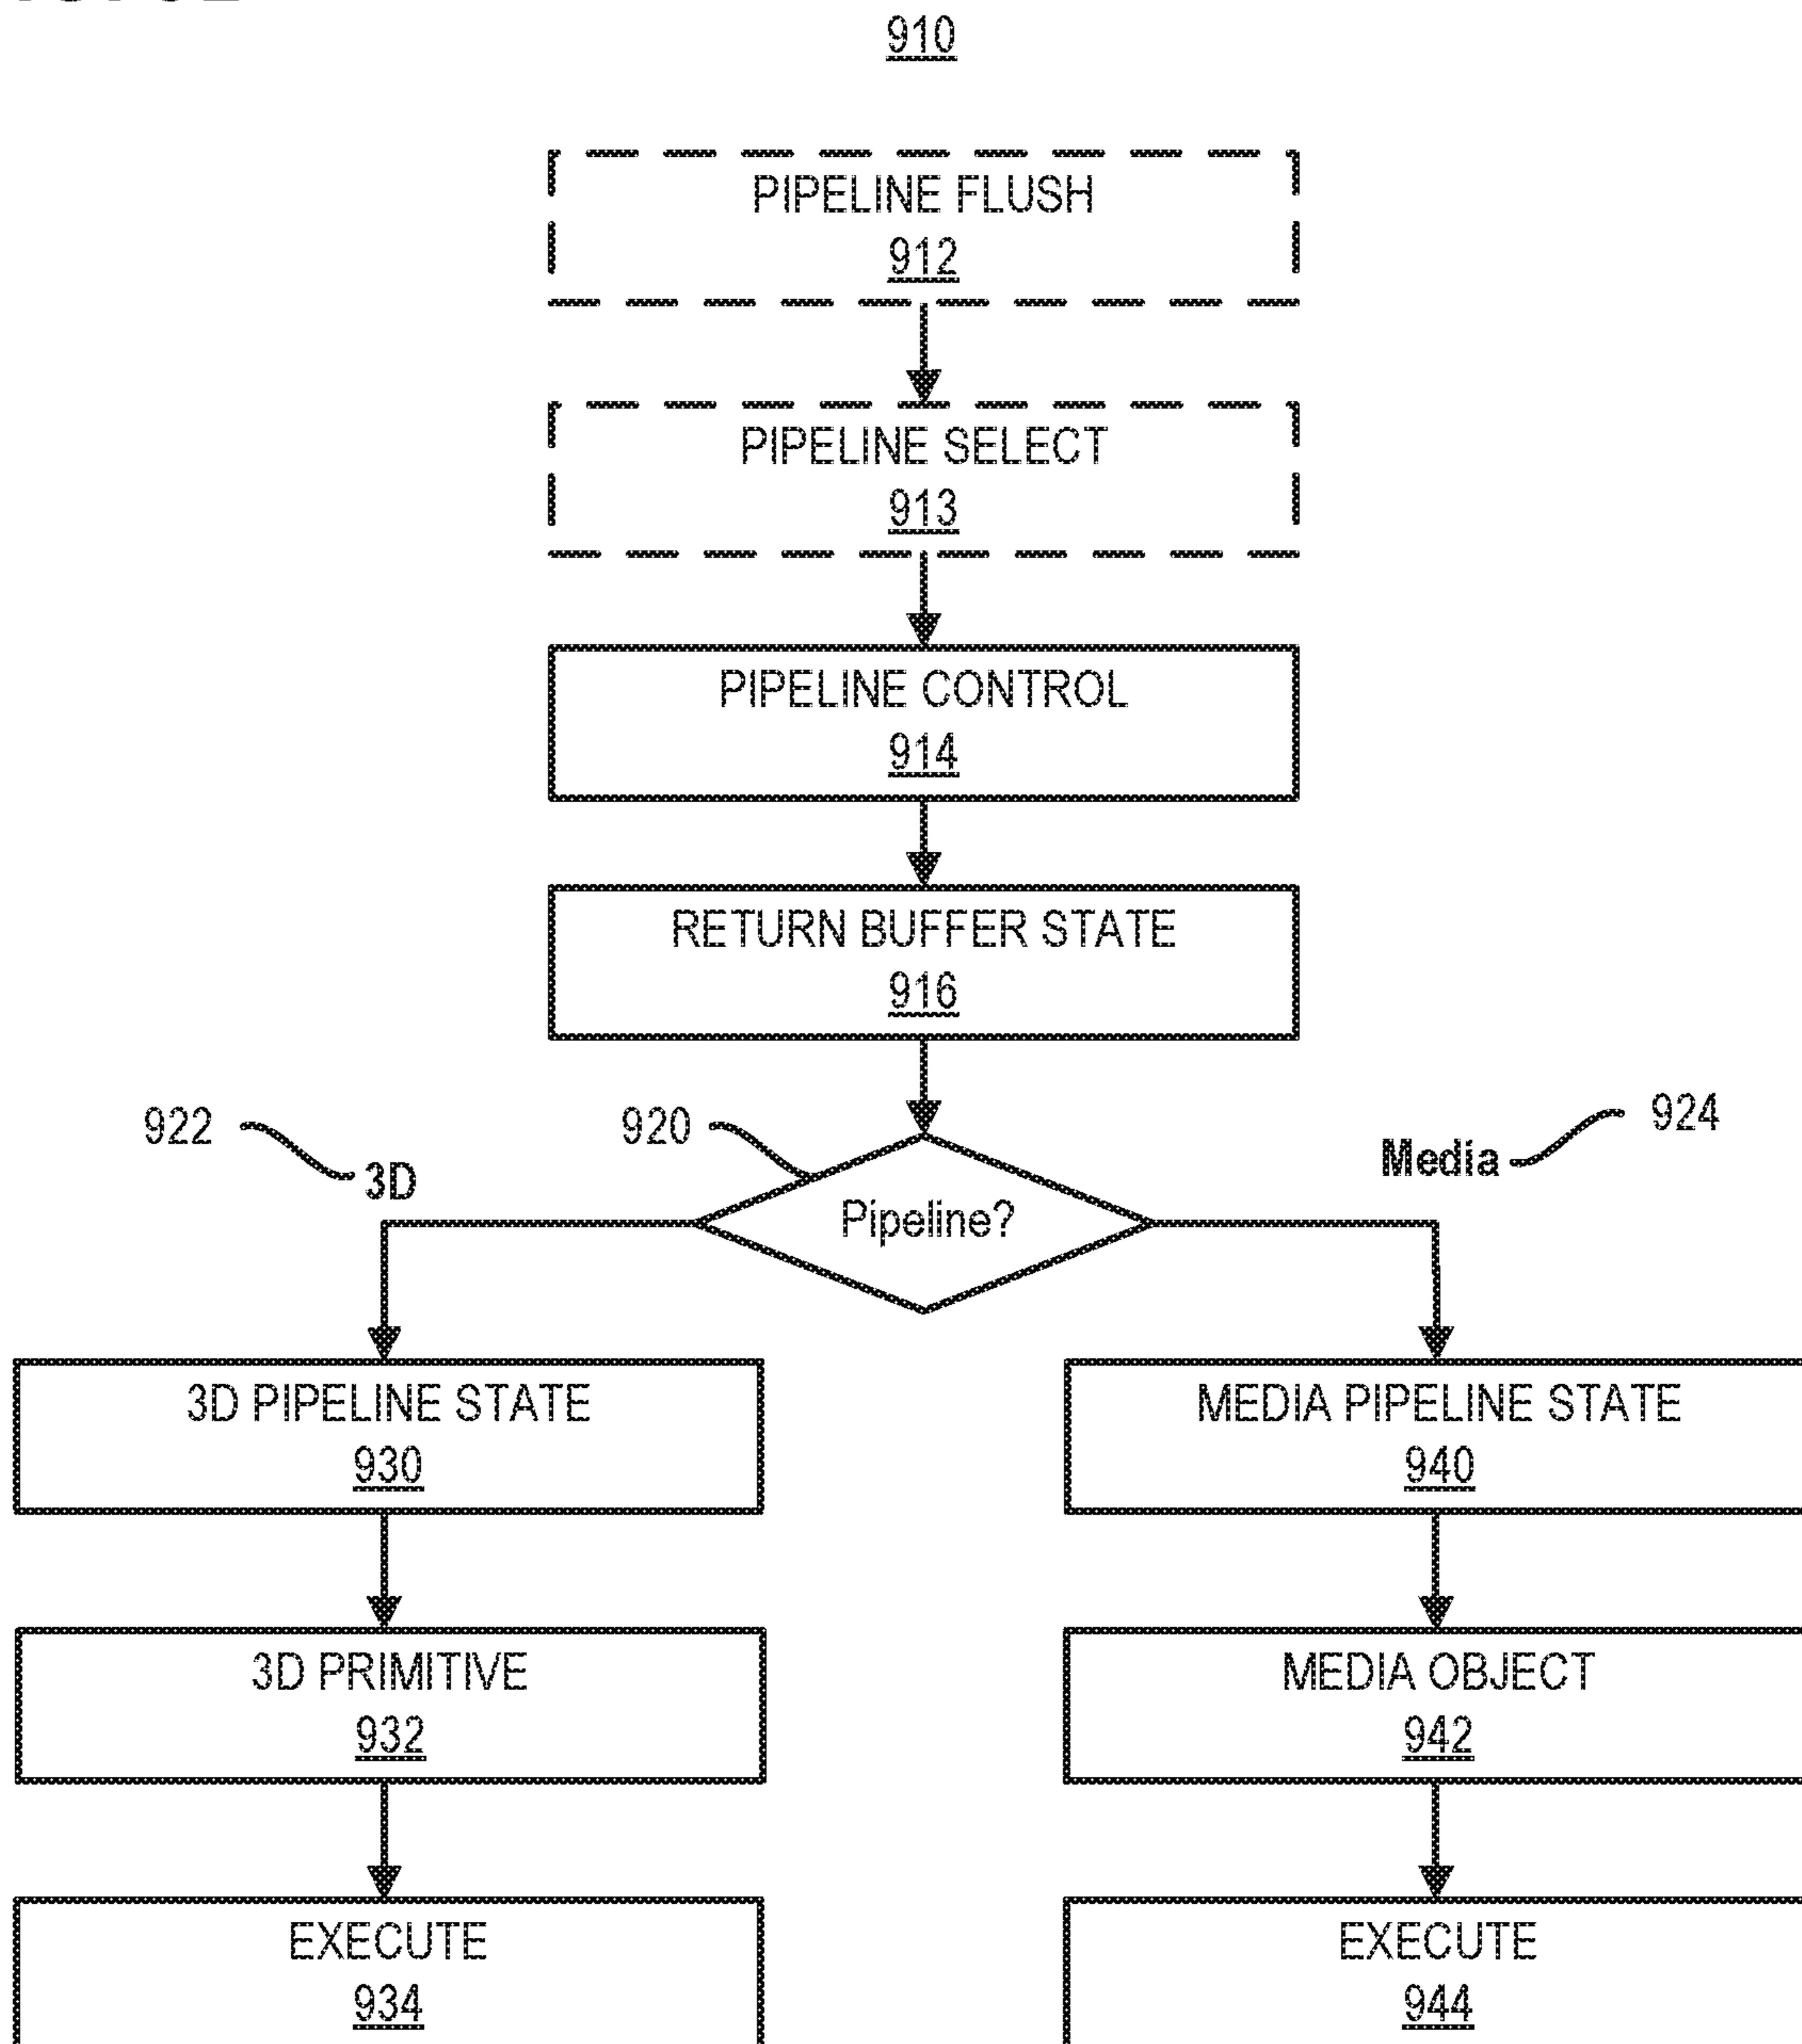 910
PIPELINE FLUSH
912
PIPELINE SELECT
913
PIPELINE CONTROL
914
RETURN BUFFER STATE
916
922
920
924
3D
Media
Pipeline?
3D PIPELINE STATE
930
MEDIA PIPELINE STATE
940
3D PRIMITIVE
932
MEDIA OBJECT
942
EXECUTE
934
EXECUTE
944